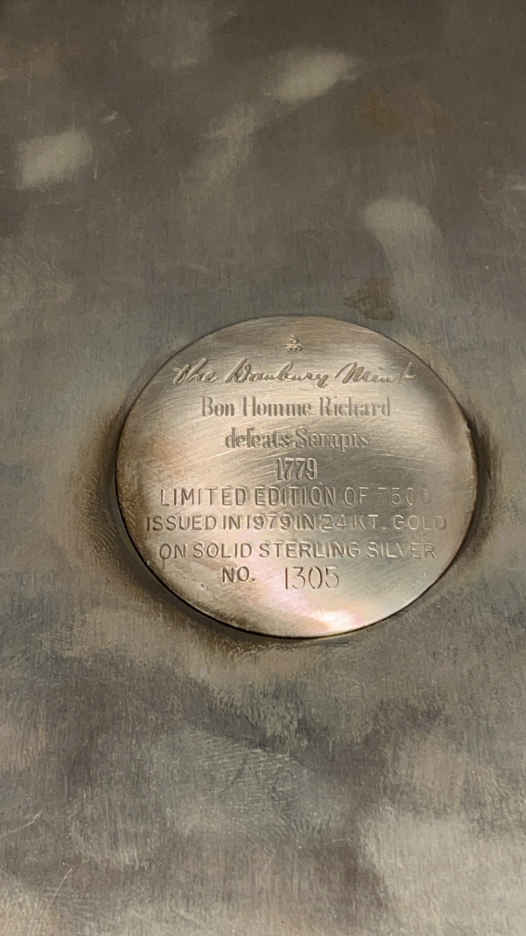 The Danbury Mint
Bon Homme Richard
defeats Serapis
1779
LIMITED EDITION OF 7500
ISSUED IN 1979 IN 24 KT. GOLD
ON SOLID STERLING SILVER
NO. 1305